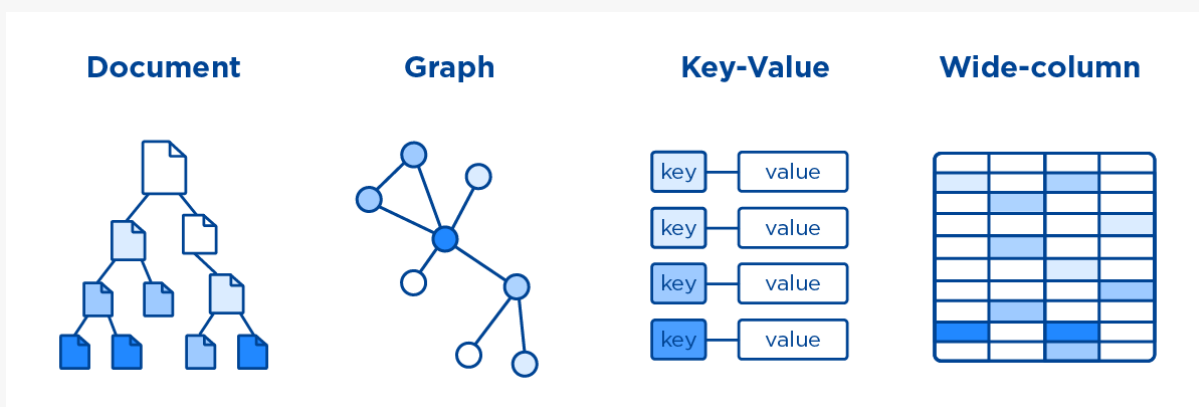 Document
Graph
Key-Value
Wide-column
key value
key value
key value
key value